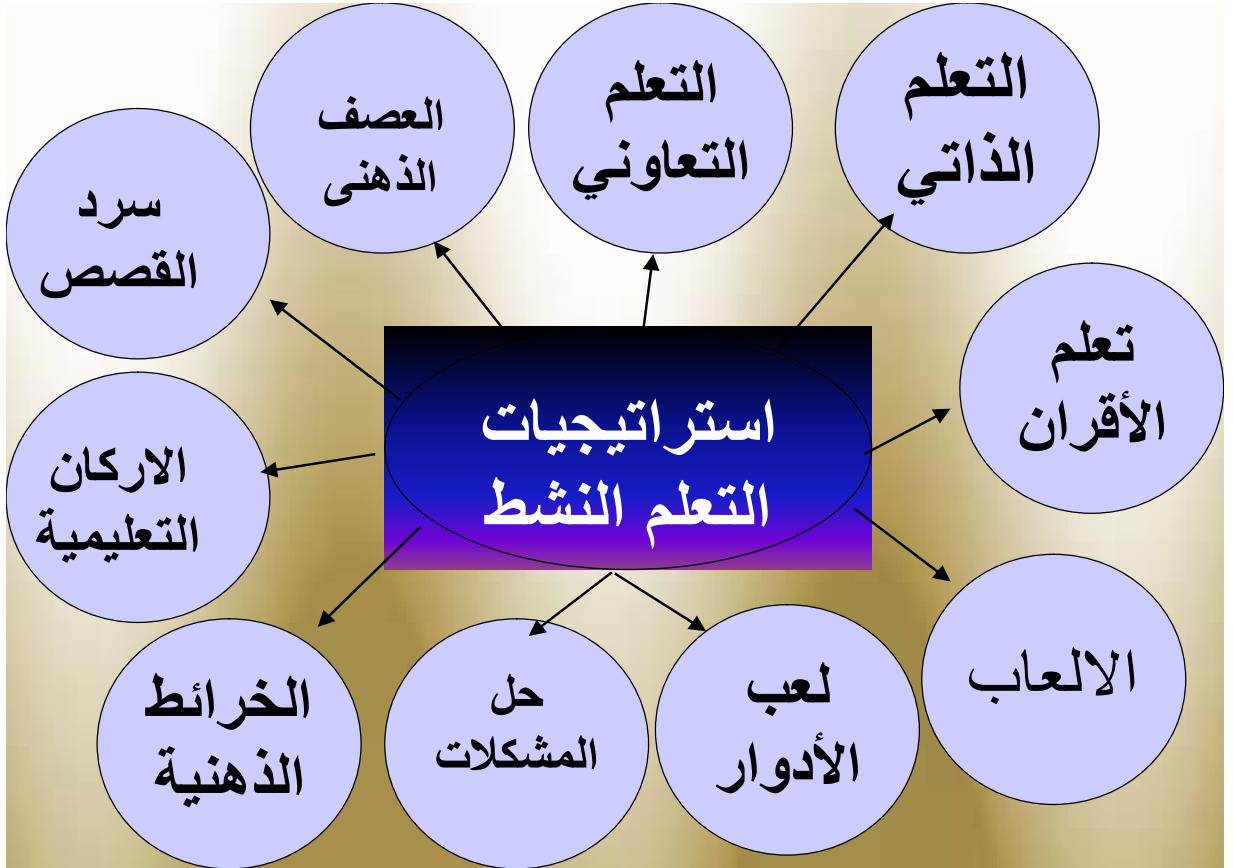 التعلم
الذاتي
التعلم
التعاوني
العصف
الذهنى
سرد
القصص
تعلم
الأقران
استراتيجيات
التعلم النشط
الاركان
التعليمية
الالعاب
لعب
الأدوار
حل
المشكلات
الخرائط
الذهنية